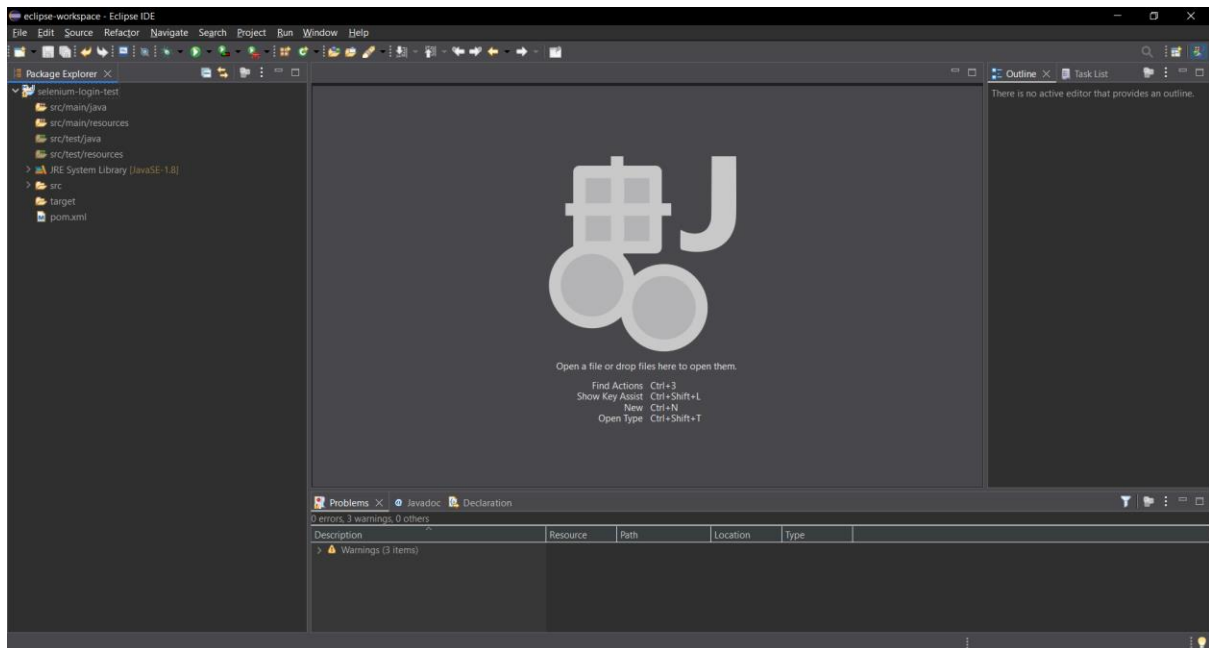 eclipse-workspace - Eclipse IDE
File Edit Source Refactor Navigate Search Project Run Window Help
Package Explorer
selenium-login-test
src/main/java
src/main/resources
src/test/java
src/test/resources
JRE System Library [JavaSE-1.8]
src
target
pom.xml
J
Open a file or drop files here to open them.
Find Actions Ctrl+3
Show Key Assist Ctrl+Shift+L
New Ctrl+N
Open Type Ctrl+Shift+T
Outline Task List
There is no active editor that provides an outline.
Problems Javadoc Declaration
0 errors, 3 warnings, 0 others
Description Resource Path Location Type
Warnings (3 items)